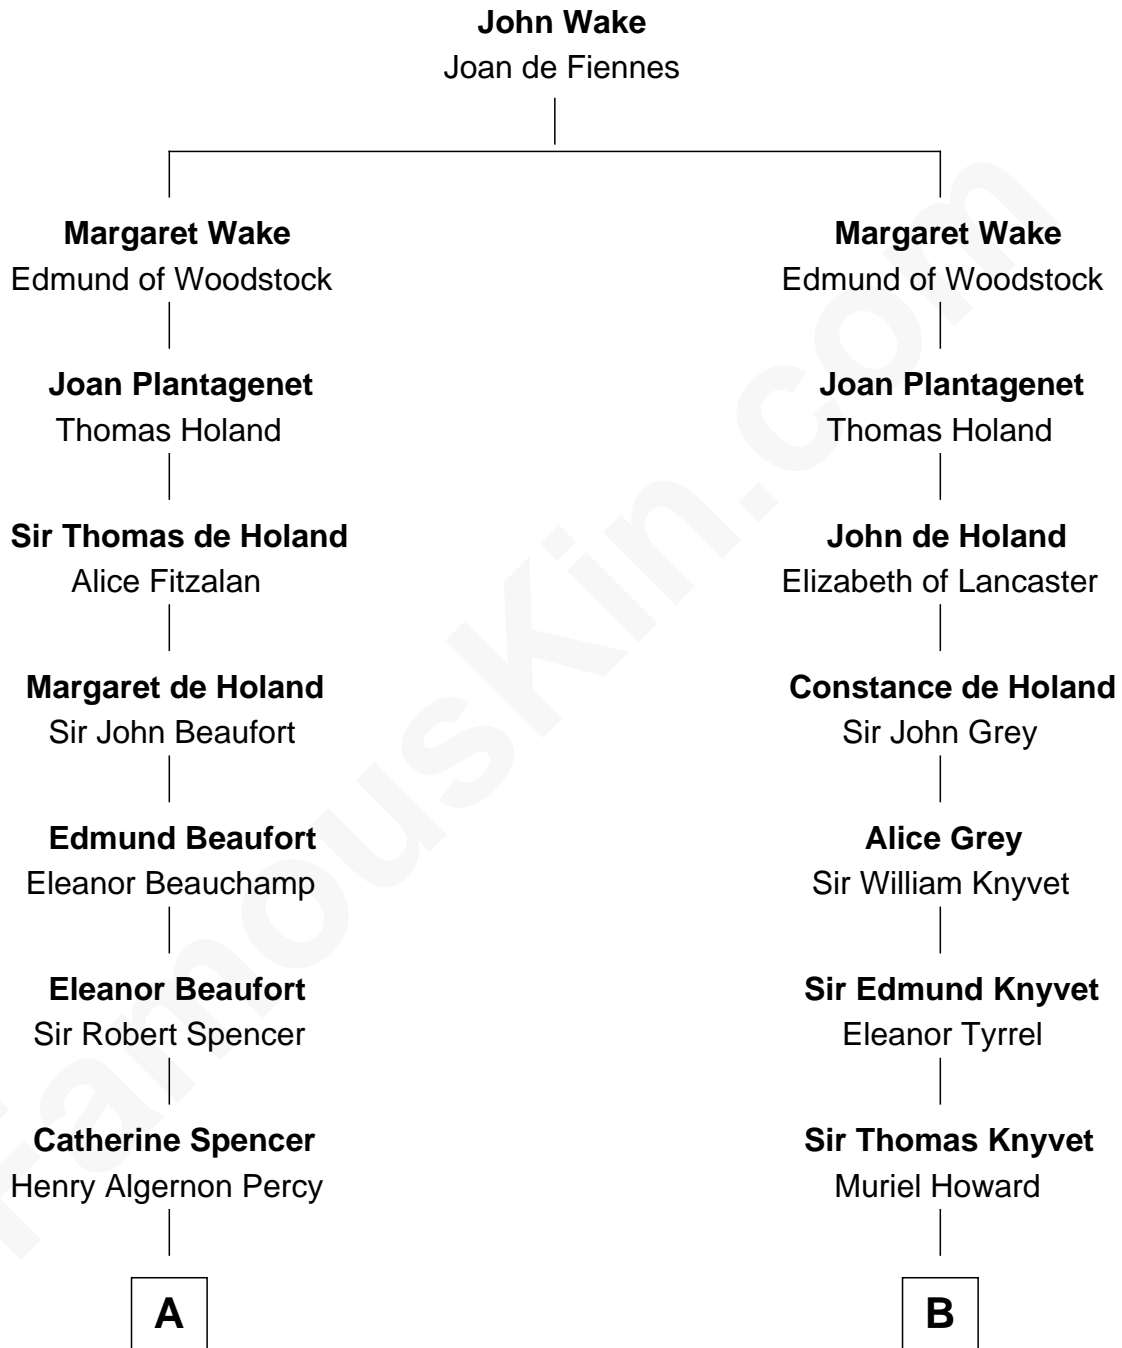 John Wake
Joan de Fiennes
Margaret Wake
Edmund of Woodstock
Joan Plantagenet
Thomas Holand
Sir Thomas de Holand
Alice Fitzalan
Margaret de Holand
Sir John Beaufort
Edmund Beaufort
Eleanor Beauchamp
Eleanor Beaufort
Sir Robert Spencer
Catherine Spencer
Henry Algernon Percy
A
Margaret Wake
Edmund of Woodstock
Joan Plantagenet
Thomas Holand
John de Holand
Elizabeth of Lancaster
Constance de Holand
Sir John Grey
Alice Grey
Sir William Knyvet
Sir Edmund Knyvet
Eleanor Tyrrel
Sir Thomas Knyvet
Muriel Howard
B
FamousKin.com